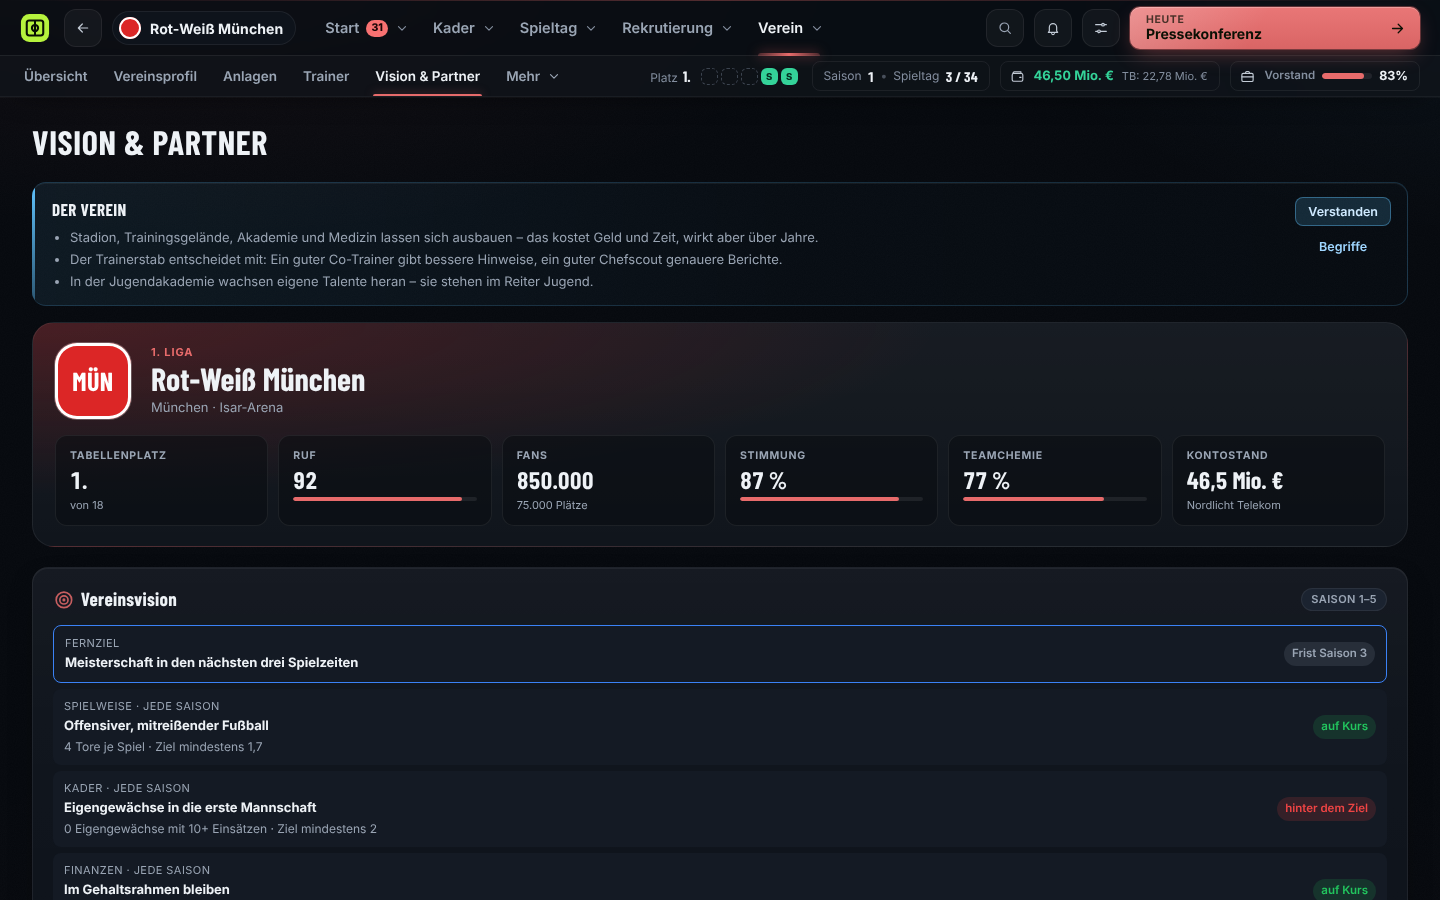 Rot-Weiß München
Start 31
Kader
Spieltag
Rekrutierung
Verein
HEUTE
Pressekonferenz
Übersicht
Vereinsprofil
Anlagen
Trainer
Vision & Partner
Mehr
Platz 1.
S S
Saison 1 • Spieltag 3 / 34
46,50 Mio. € TB: 22,78 Mio. €
Vorstand 83%
VISION & PARTNER
DER VEREIN
• Stadion, Trainingsgelände, Akademie und Medizin lassen sich ausbauen – das kostet Geld und Zeit, wirkt aber über Jahre.
• Der Trainerstab entscheidet mit: Ein guter Co-Trainer gibt bessere Hinweise, ein guter Chefscout genauere Berichte.
• In der Jugendakademie wachsen eigene Talente heran – sie stehen im Reiter Jugend.
Verstanden
Begriffe
MÜN
1. LIGA
Rot-Weiß München
München · Isar-Arena
TABELLENPLATZ
1.
von 18
RUF
92
FANS
850.000
75.000 Plätze
STIMMUNG
87 %
TEAMCHEMIE
77 %
KONTOSTAND
46,5 Mio. €
Nordlicht Telekom
Vereinsvision
SAISON 1–5
FERNZIEL
Meisterschaft in den nächsten drei Spielzeiten
Frist Saison 3
SPIELWEISE · JEDE SAISON
Offensiver, mitreißender Fußball
4 Tore je Spiel · Ziel mindestens 1,7
auf Kurs
KADER · JEDE SAISON
Eigengewächse in die erste Mannschaft
0 Eigengewächse mit 10+ Einsätzen · Ziel mindestens 2
hinter dem Ziel
FINANZEN · JEDE SAISON
Im Gehaltsrahmen bleiben
auf Kurs